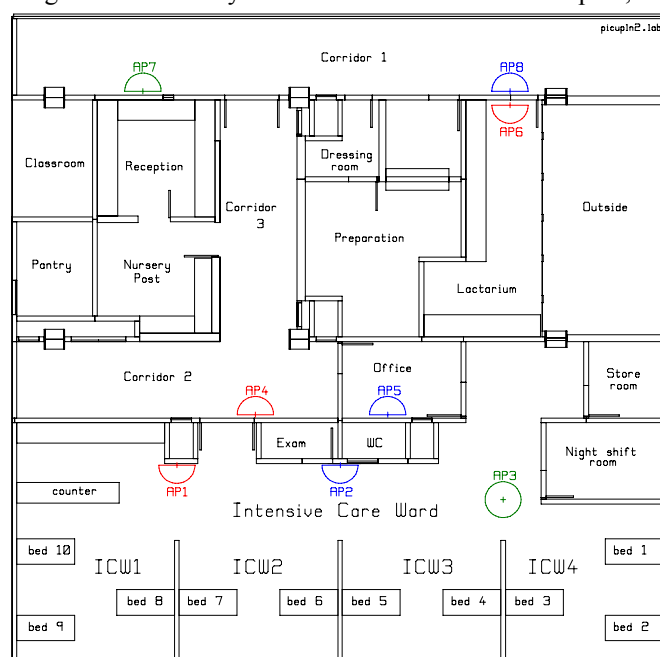 picupln2.lab
Corridor 1
AP7
AP8
AP6
Classroom
Reception
Dressing
room
Corridor
3
Outside
Preparation
Pantry
Nursery
Post
Lactarium
Corridor 2
Office
Store
room
AP4
AP5
Exam
WC
Night shift
room
AP1
AP2
AP3
counter
Intensive Care Ward
bed 10
ICW1
ICW2
ICW3
ICW4
bed 1
bed 8
bed 7
bed 6
bed 5
bed 4
bed 3
bed 9
bed 2